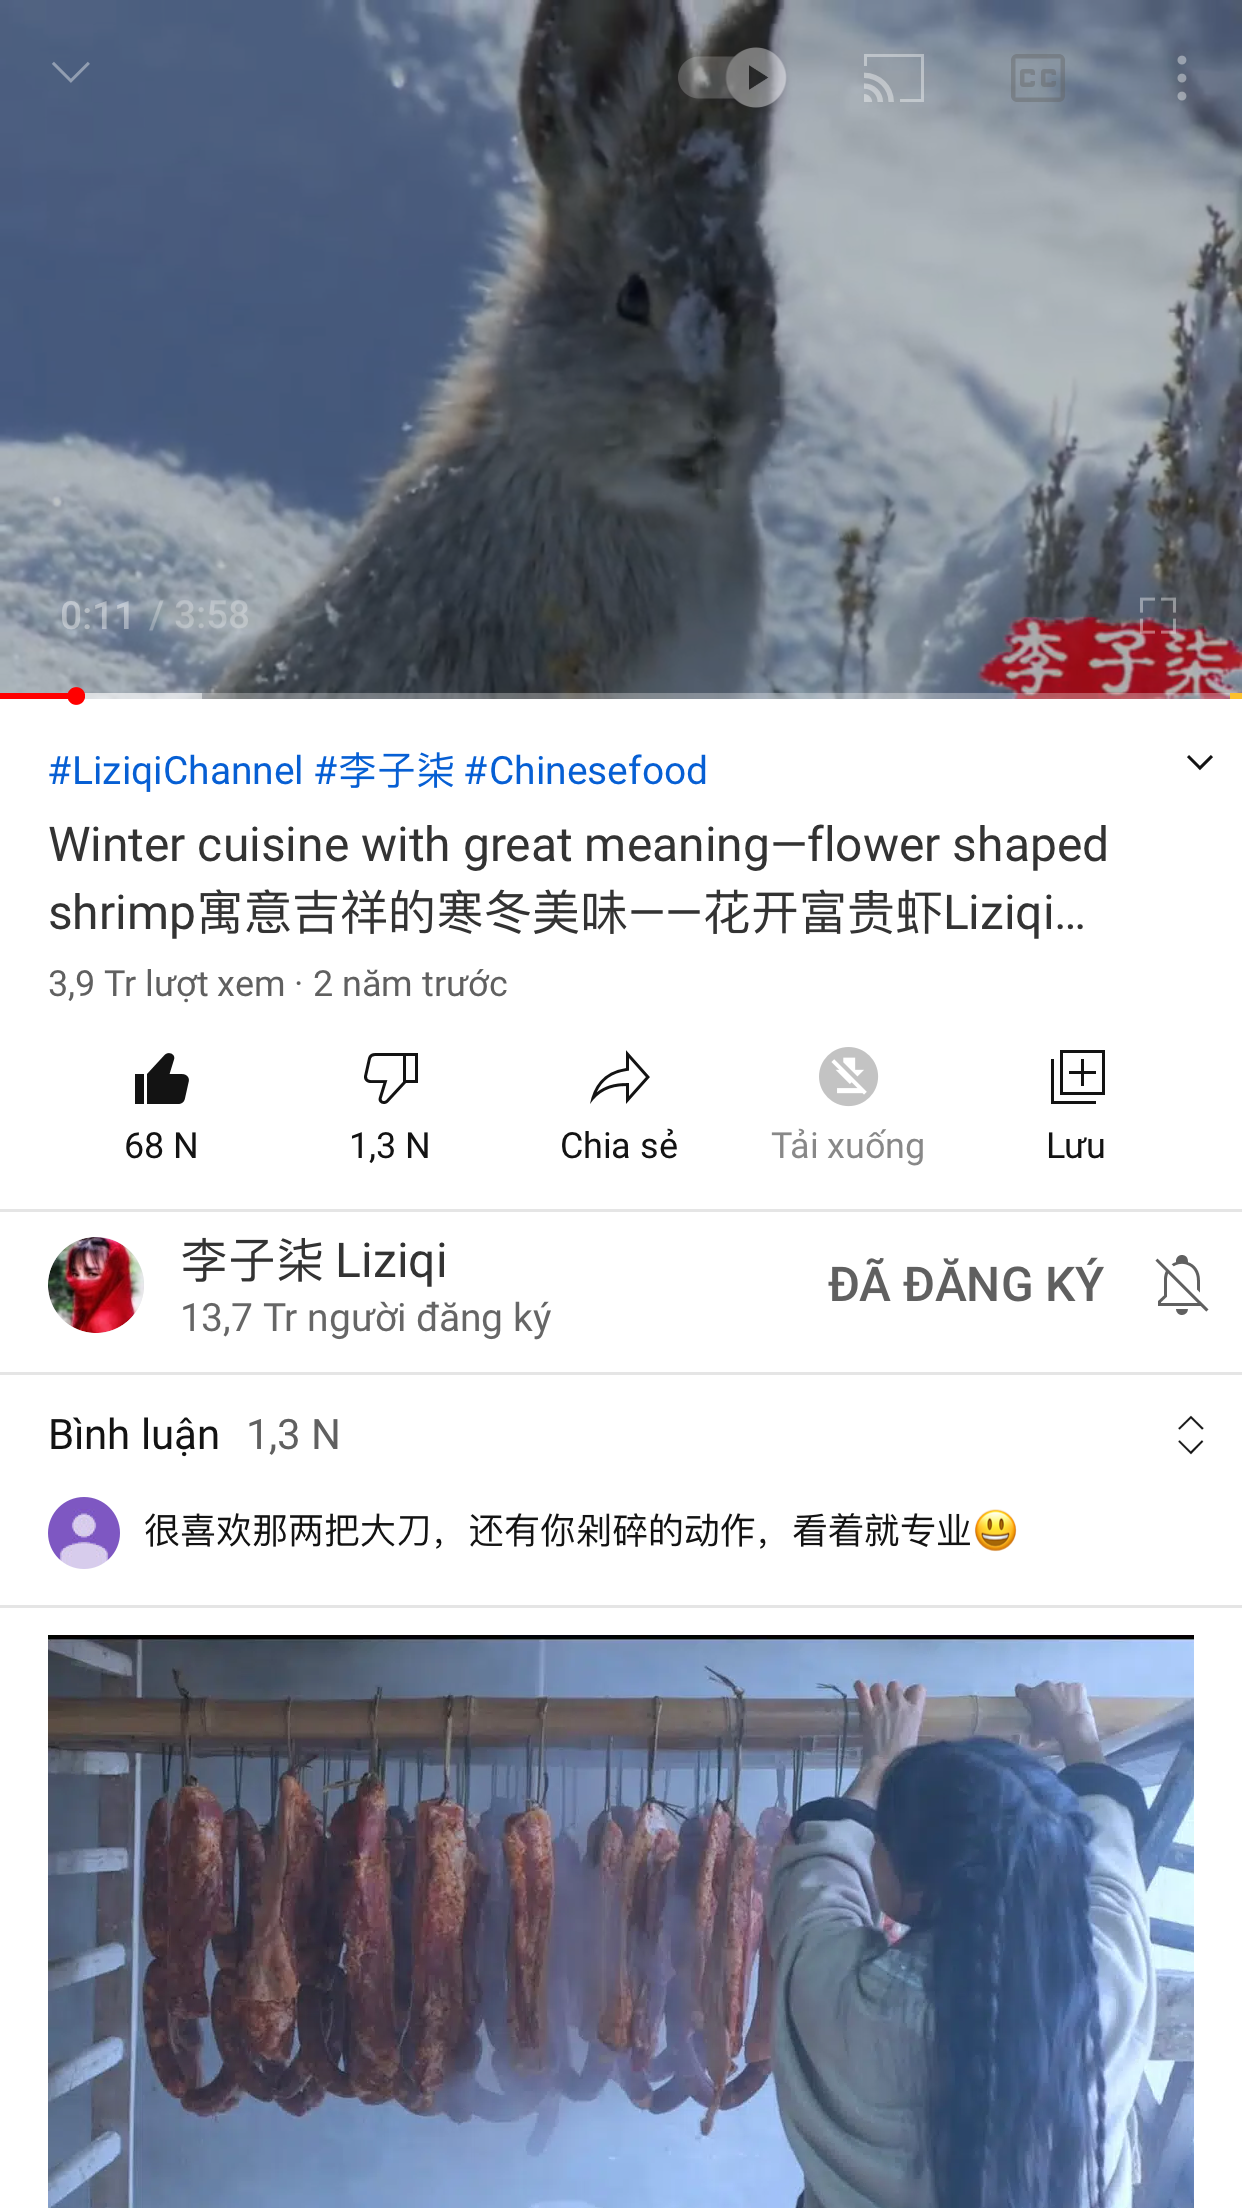 CC
0:11 / 3:58
李子柒
#LiziqiChannel #李子柒 #Chinesefood
Winter cuisine with great meaning—flower shaped
shrimp寓意吉祥的寒冬美味——花开富贵虾Liziqi...
3,9 Tr lượt xem · 2 năm trước
68 N
1,3 N
Chia sẻ
Tải xuống
Lưu
李子柒 Liziqi
13,7 Tr người đăng ký
ĐÃ ĐĂNG KÝ
Bình luận 1,3 N
很喜欢那两把大刀，还有你剁碎的动作，看着就专业😃